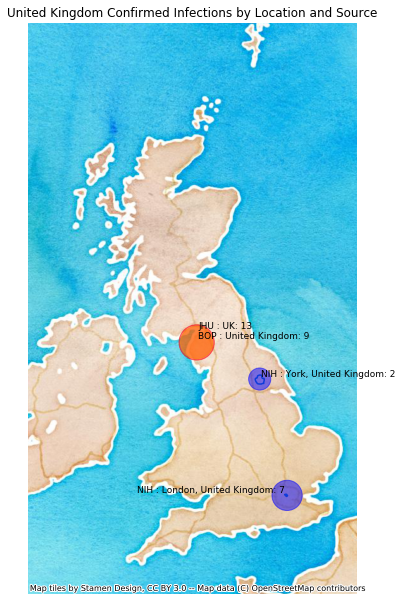 United Kingdom Confirmed Infections by Location and Source
JHU : UK: 13
BOP : United Kingdom: 9
NIH : York, United Kingdom: 2
NIH : London, United Kingdom: 7
Map tiles by Stamen Design, CC BY 3.0 -- Map data (C) OpenStreetMap contributors